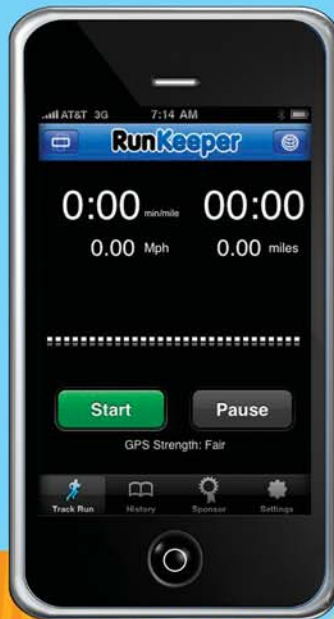 AT&T 3G 7:14 AM
RunKeeper
0:00 min/mile 00:00
0.00 Mph 0.00 miles
Start Pause
GPS Strength: Fair
Track Run History Sponsor Settings